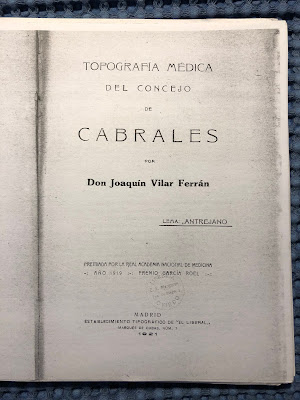 TOPOGRAFÍA MÉDICA
DEL CONCEJO
DE
CABRALES
POR
Don Joaquín Vilar Ferrán
LEMA: ANTREJANO
PREMIADA POR LA REAL ACADEMIA NACIONAL DE MEDICINA
AÑO 1919 PREMIO GARCÍA ROEL
MADRID
ESTABLECIMIENTO TIPOGRÁFICO DE "EL LIBERAL"
MARQUÉS DE CUBAS, NÚM. 7
1921